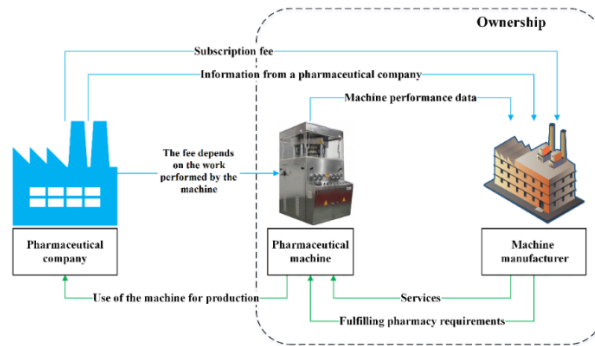 Ownership
Subscription fee
Information from a pharmaceutical company
Machine performance data
The fee depends on
the work
performed by the
machine
Pharmaceutical
company
Pharmaceutical
machine
Machine
manufacturer
Use of the machine for production
Services
Fulfilling pharmacy requirements